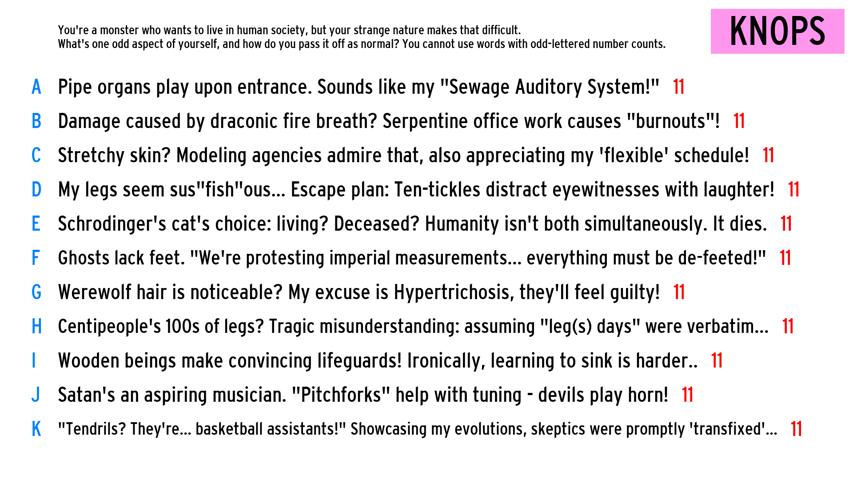 You're a monster who wants to live in human society, but your strange nature makes that difficult.
What's one odd aspect of yourself, and how do you pass it off as normal? You cannot use words with odd-lettered number counts.
KNOPS
A Pipe organs play upon entrance. Sounds like my "Sewage Auditory System!" 11
B Damage caused by draconic fire breath? Serpentine office work causes "burnouts"! 11
C Stretchy skin? Modeling agencies admire that, also appreciating my 'flexible' schedule! 11
D My legs seem sus"fish"ous... Escape plan: Ten-tickles distract eyewitnesses with laughter! 11
E Schrodinger's cat's choice: living? Deceased? Humanity isn't both simultaneously. It dies. 11
F Ghosts lack feet. "We're protesting imperial measurements... everything must be de-feeted!" 11
G Werewolf hair is noticeable? My excuse is Hypertrichosis, they'll feel guilty! 11
H Centipeople's 100s of legs? Tragic misunderstanding: assuming "leg(s) days" were verbatim... 11
I Wooden beings make convincing lifeguards! Ironically, learning to sink is harder.. 11
J Satan's an aspiring musician. "Pitchforks" help with tuning - devils play horn! 11
K "Tendrils? They're... basketball assistants!" Showcasing my evolutions, skeptics were promptly 'transfixed'... 11